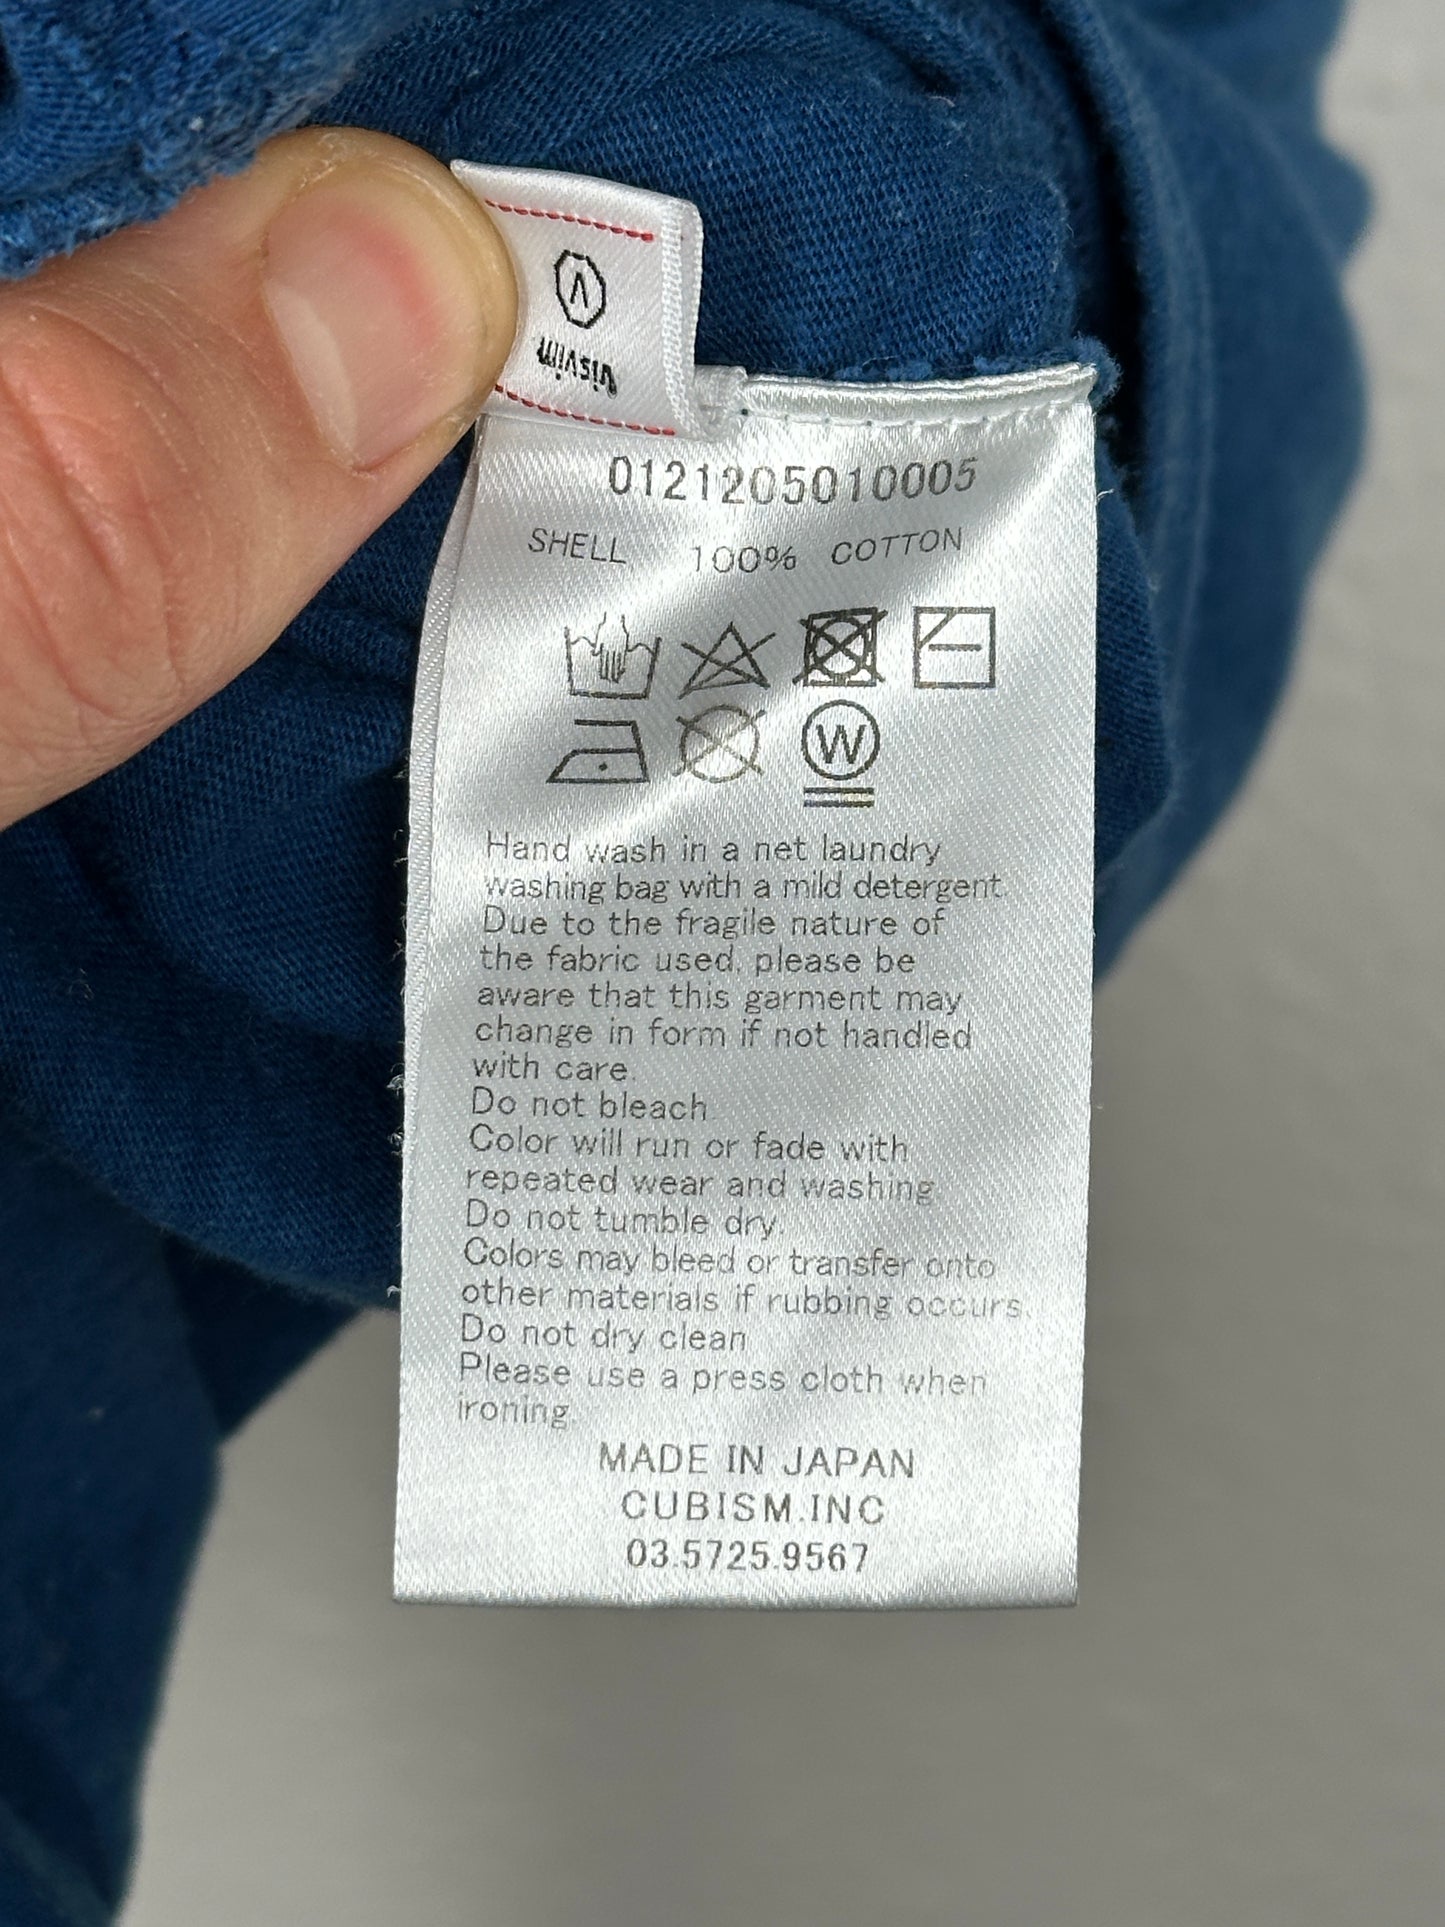 visvim
0121205010005
SHELL 100% COTTON
W
Hand wash in a net laundry
washing bag with a mild detergent.
Due to the fragile nature of
the fabric used, please be
aware that this garment may
change in form if not handled
with care.
Do not bleach.
Color will run or fade with
repeated wear and washing.
Do not tumble dry.
Colors may bleed or transfer onto
other materials if rubbing occurs.
Do not dry clean
Please use a press cloth when
ironing.
MADE IN JAPAN
CUBISM.INC
03.5725.9567